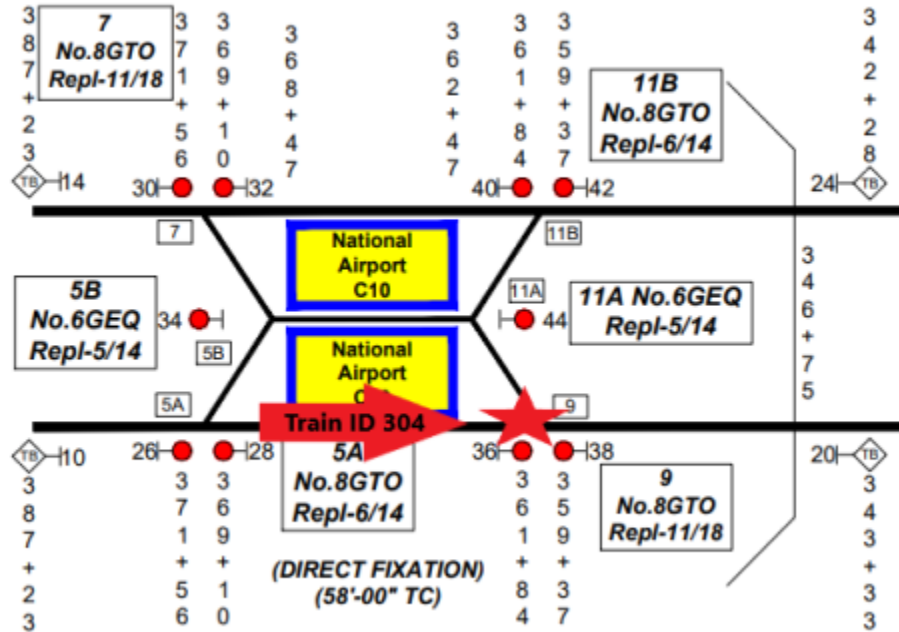 387+23
7
No.8GTO
Repl-11/18
371+56
369+10
368+47
362+47
361+84
359+37
11B
No.8GTO
Repl-6/14
342+28
TB 14
30
32
40
42
24 TB
7
National
Airport
C10
11B
5B
No.6GEQ
Repl-5/14
34
5B
11A
44
11A No.6GEQ
Repl-5/14
346+75
National
Airport
5A
Train ID 304
9
TB 10
26
28
36
38
20 TB
5A
No.8GTO
Repl-6/14
9
No.8GTO
Repl-11/18
387+23
371+56
369+10
(DIRECT FIXATION)
(58'-00" TC)
361+84
359+37
343+23